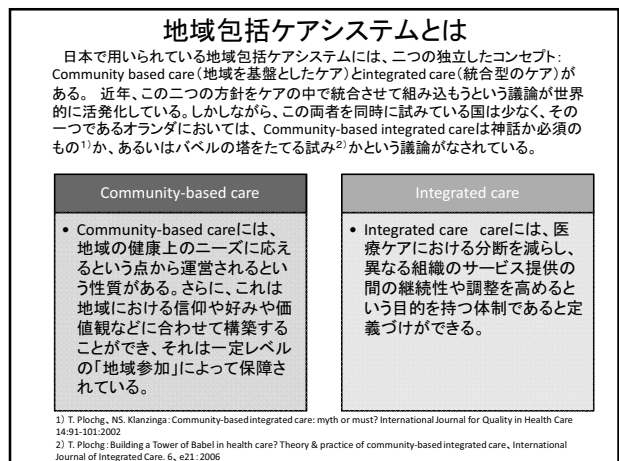 地域包括ケアシステムとは
日本で用いられている地域包括ケアシステムには、二つの独立したコンセプト:
Community based care(地域を基盤としたケア)とintegrated care(統合型のケア)が
ある。 近年、この二つの方針をケアの中で統合させて組み込もうという議論が世界
的に活発化している。しかしながら、この両者を同時に試みている国は少なく、その
一つであるオランダにおいては、 Community-based integrated careは神話か必須の
もの1)か、あるいはバベルの塔をたてる試み2)かという議論がなされている。
Community-based care
• Community-based careには、
地域の健康上のニーズに応え
るという点から運営されるとい
う性質がある。さらに、これは
地域における信仰や好みや価
値観などに合わせて構築する
ことができ、それは一定レベル
の「地域参加」によって保障さ
れている。
Integrated care
• Integrated care careには、医
療ケアにおける分断を減らし、
異なる組織のサービス提供の
間の継続性や調整を高めると
いう目的を持つ体制であると定
義づけができる。
1) T. Plochg、NS. Klanzinga:Community-based integrated care: myth or must? International Journal for Quality in Health Care
14:91-101:2002
2) T. Plochg:Building a Tower of Babel in health care? Theory & practice of community-based integrated care、International
Journal of Integrated Care. 6、e21:2006